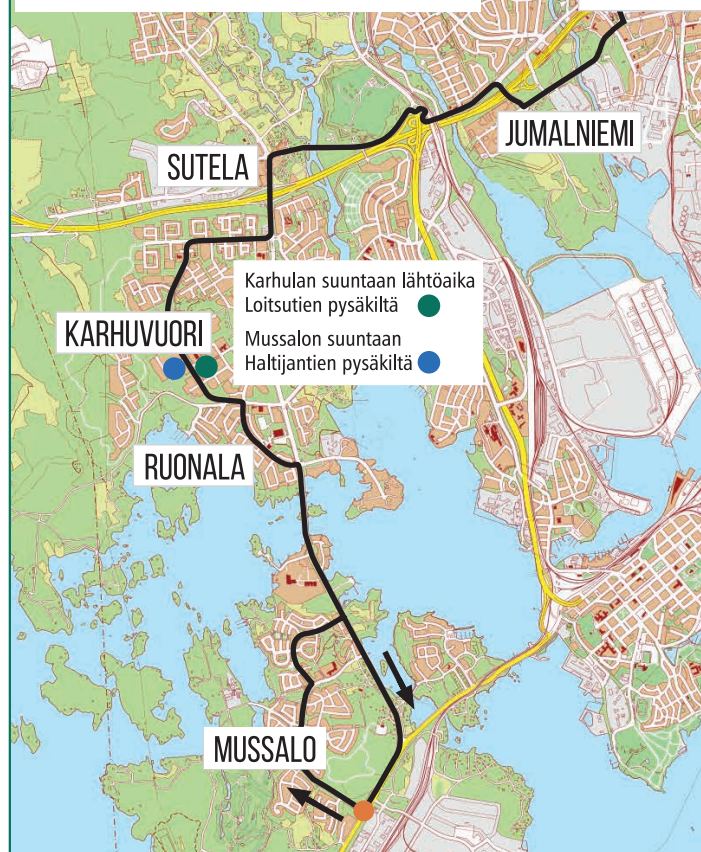 JUMALNIEMI
SUTELA
Karhulan suuntaan lähtöaika
Loitsutien pysäkiltä
Mussalon suuntaan
Haltijantien pysäkiltä
KARHUVUORI
RUONALA
MUSSALO